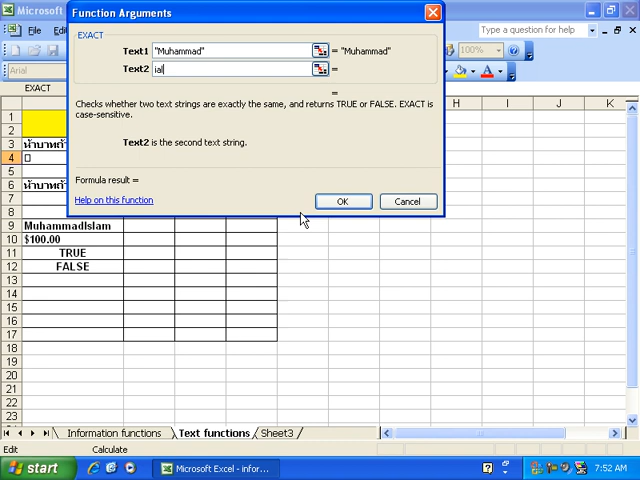 Microsoft
Function Arguments
File
Edi
Type a question for help
100%
Arial
EXACT
EXACT
Text1
"Muhammad"
= "Muhammad"
Text2
ial
=
=
Checks whether two text strings are exactly the same, and returns TRUE or FALSE. EXACT is
case-sensitive.
Text2 is the second text string.
Formula result =
Help on this function
OK
Cancel
H I J K
1
2
3
4
5
6
7
8
9 MuhammadIslam
10 $100.00
11 TRUE
12 FALSE
13
14
15
16
17
18
19
20
21
22
23
Information functions
Text functions
Sheet3
Edit
Calculate
start
Microsoft Excel - infor...
7:52 AM